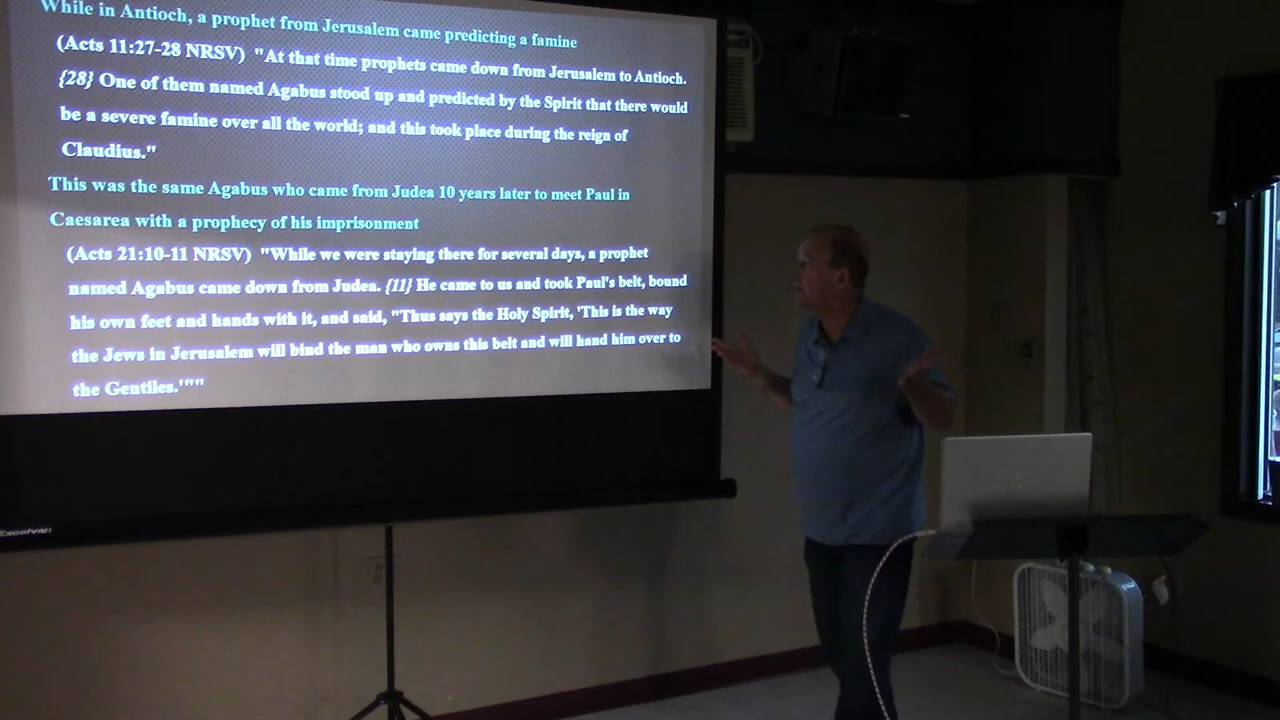 While in Antioch, a prophet from Jerusalem came predicting a famine
(Acts 11:27-28 NRSV) "At that time prophets came down from Jerusalem to Antioch.
{28} One of them named Agabus stood up and predicted by the Spirit that there would
be a severe famine over all the world; and this took place during the reign of
Claudius."
This was the same Agabus who came from Judea 10 years later to meet Paul in
Caesarea with a prophecy of his imprisonment
(Acts 21:10-11 NRSV) "While we were staying there for several days, a prophet
named Agabus came down from Judea. {11} He came to us and took Paul's belt, bound
his own feet and hands with it, and said, "Thus says the Holy Spirit, 'This is the way
the Jews in Jerusalem will bind the man who owns this belt and will hand him over to
the Gentiles.'""
Excelvan